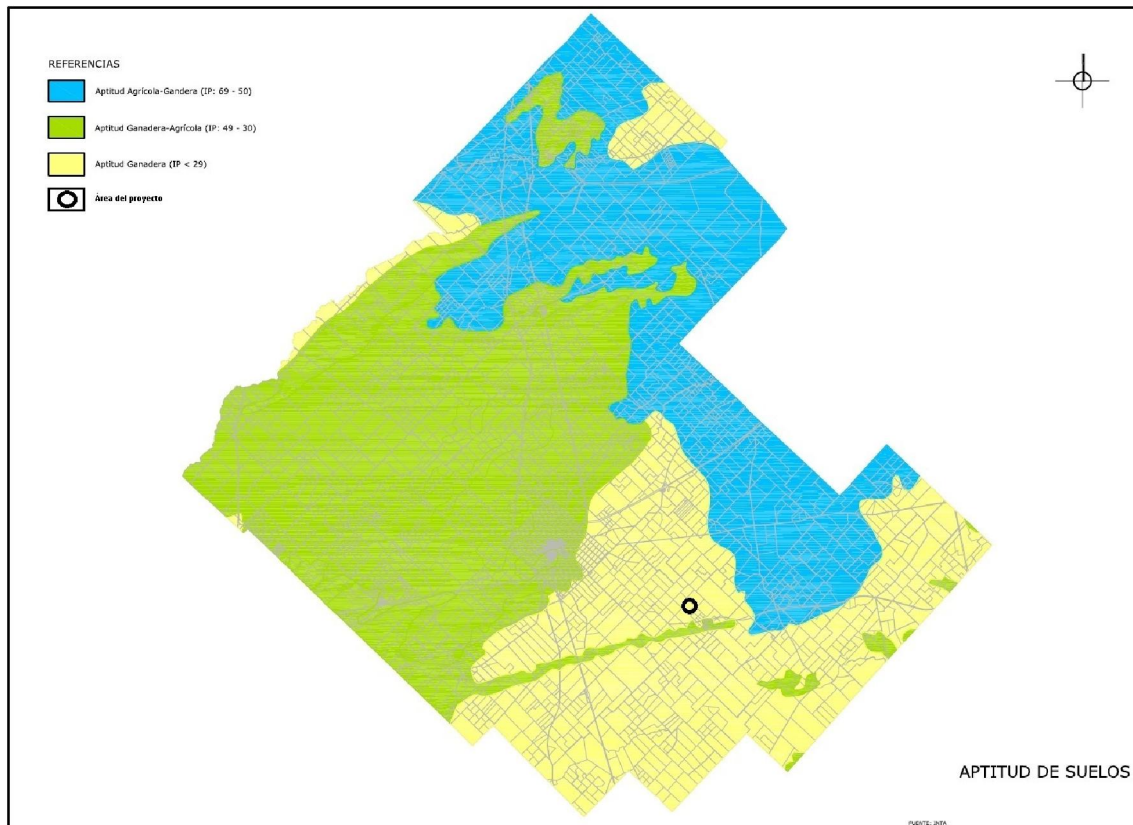 REFERENCIAS
Aptitud Agrícola-Gandera (IP: 69 - 50)
Aptitud Ganadera-Agrícola (IP: 49 - 30)
Aptitud Ganadera (IP < 29)
Área del proyecto
APTITUD DE SUELOS
FUENTE: INTA